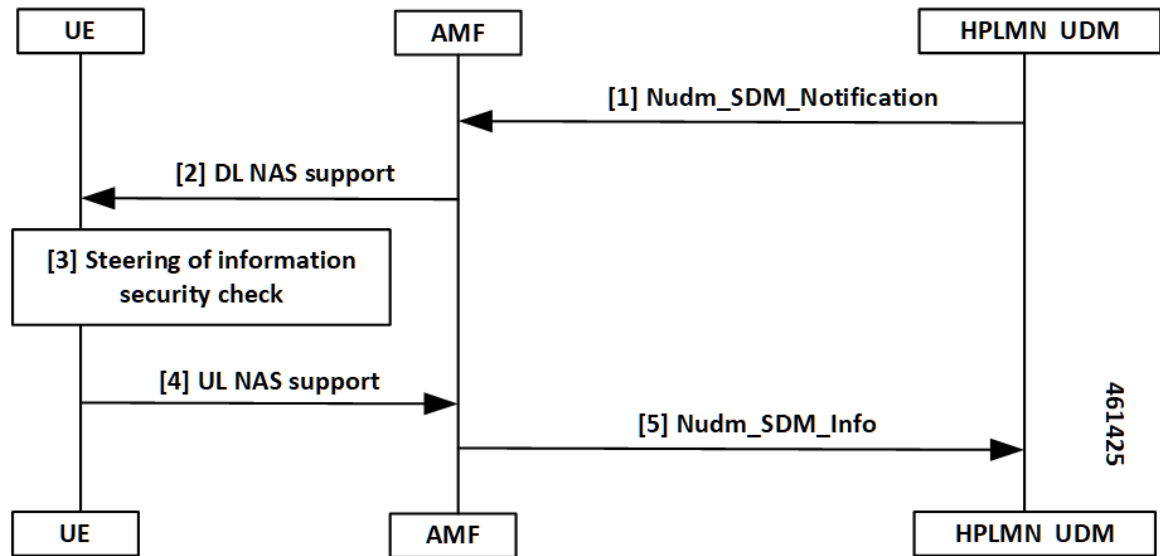 UE
AMF
HPLMN UDM
[1] Nudm_SDM_Notification
[2] DL NAS support
[3] Steering of information
security check
[4] UL NAS support
[5] Nudm_SDM_Info
461425
UE
AMF
HPLMN UDM